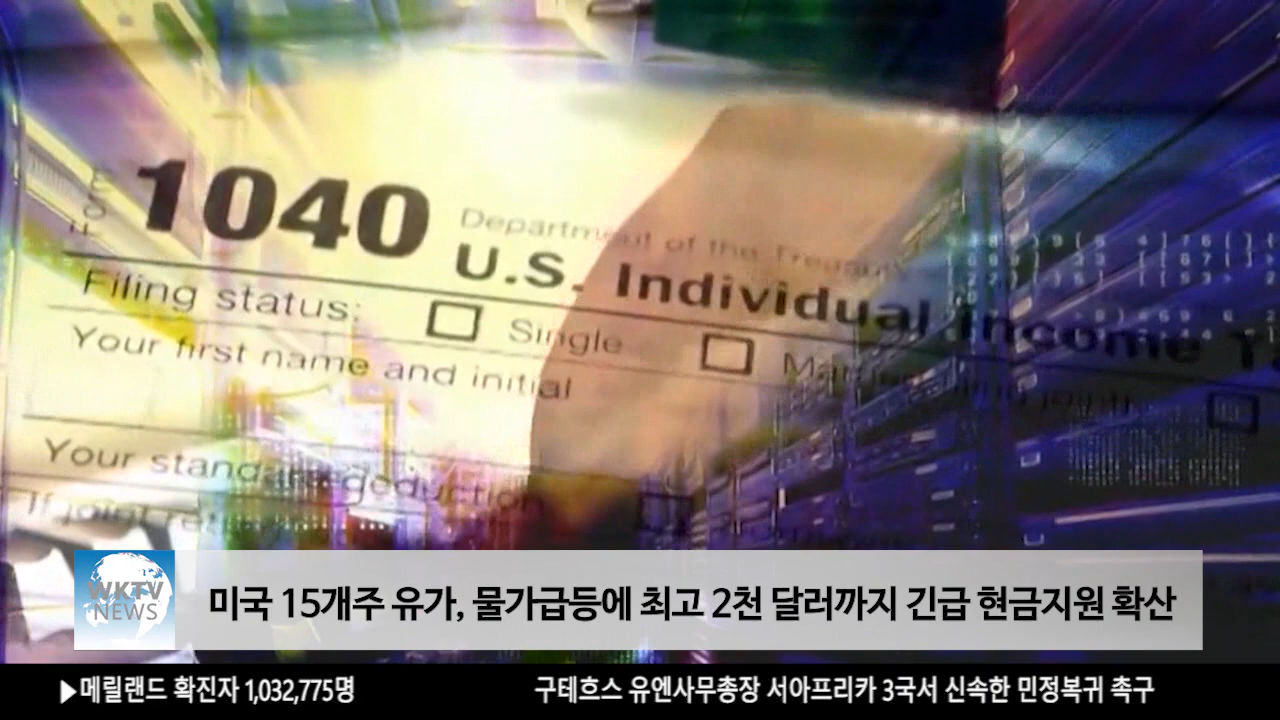 1040
Department of the Treasury
U.S. Individual Income
Filing status:
Single
Your first name and initial
Your standard deduction
WKTV
NEWS
미국 15개주 유가, 물가급등에 최고 2천 달러까지 긴급 현금지원 확산
▶메릴랜드 확진자 1,032,775명
구테흐스 유엔사무총장 서아프리카 3국서 신속한 민정복귀 촉구